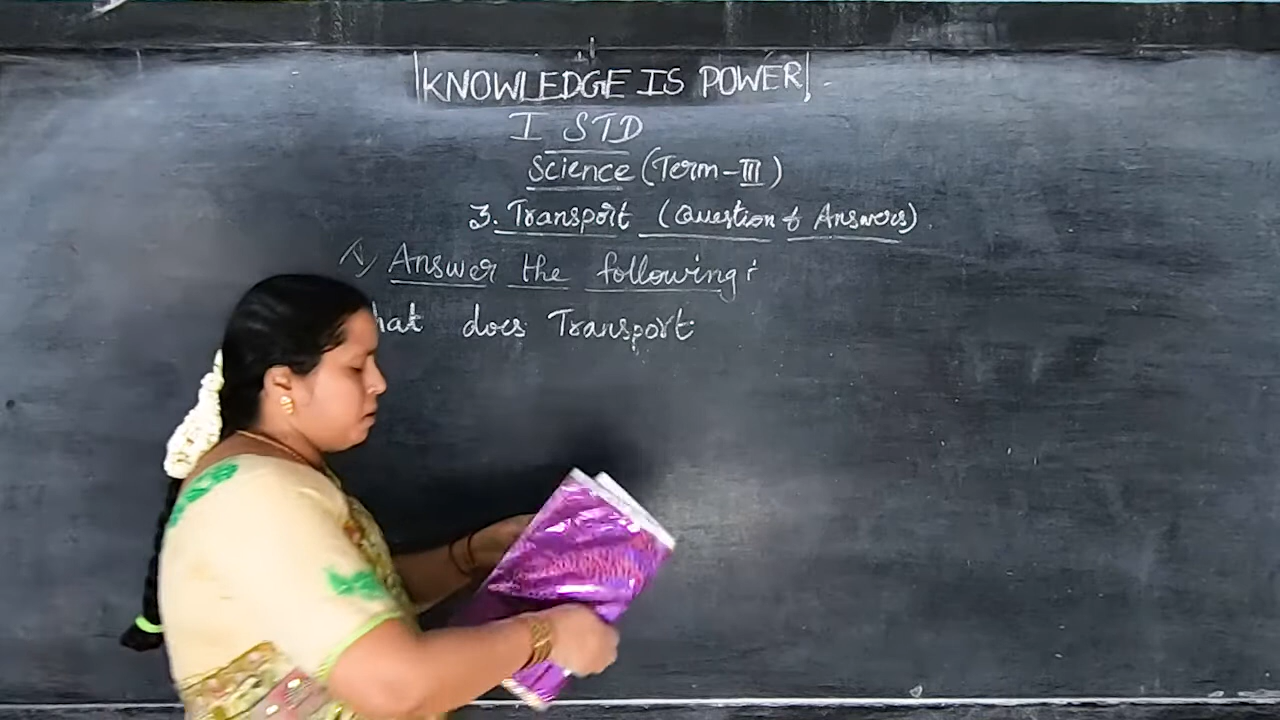 |KNOWLEDGE IS POWER|
I STD
Science (Term-III)
3. Transport (Question & Answers)
A) Answer the following:
hat does Transport